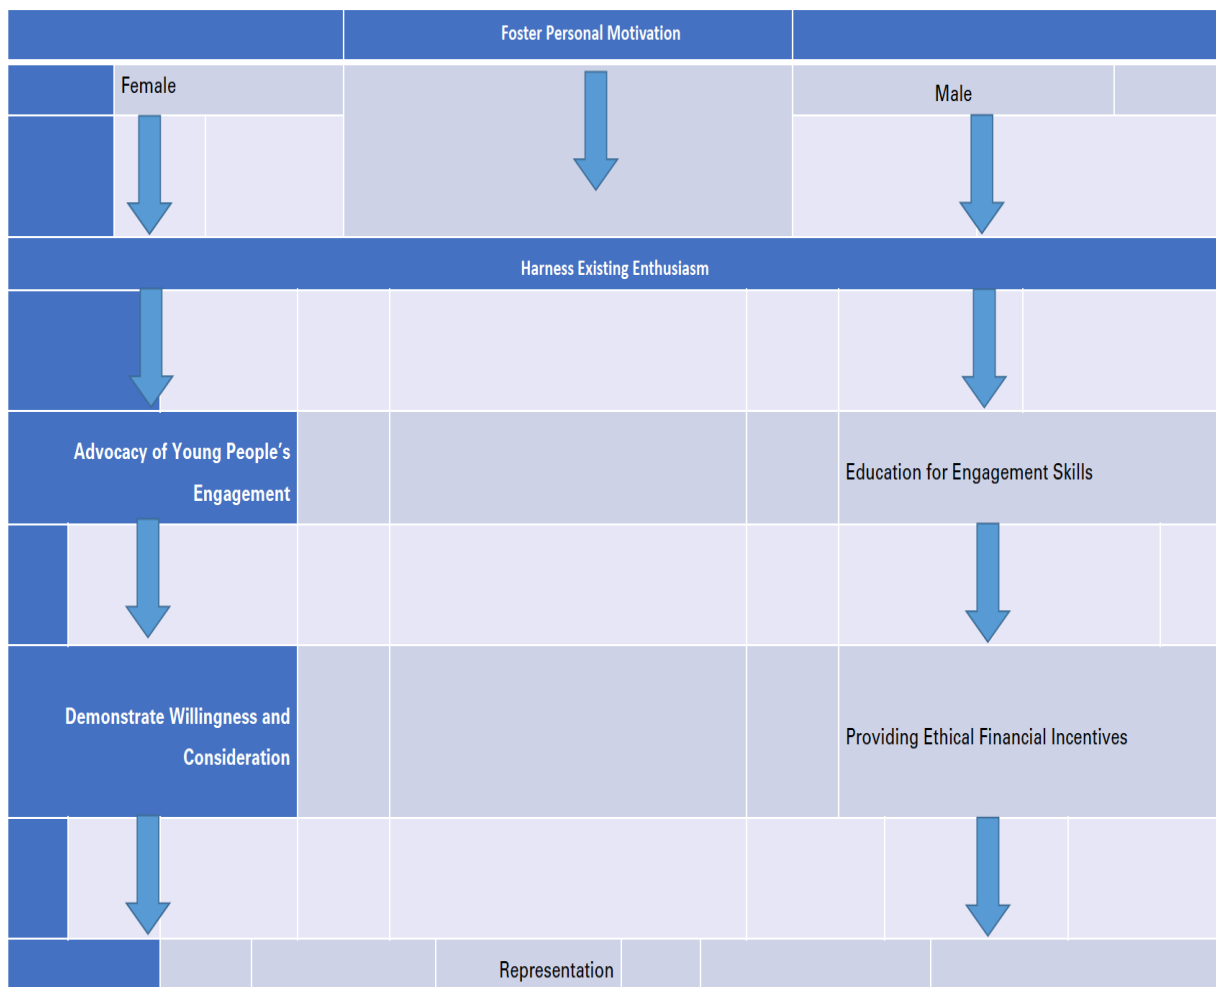 Foster Personal Motivation
Female
Male
Harness Existing Enthusiasm
Advocacy of Young People’s
Engagement
Education for Engagement Skills
Demonstrate Willingness and
Consideration
Providing Ethical Financial Incentives
Representation